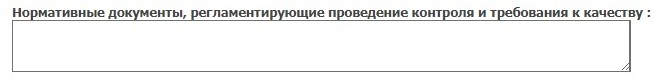 Нормативные документы, регламентирующие проведение контроля и требования к качеству :